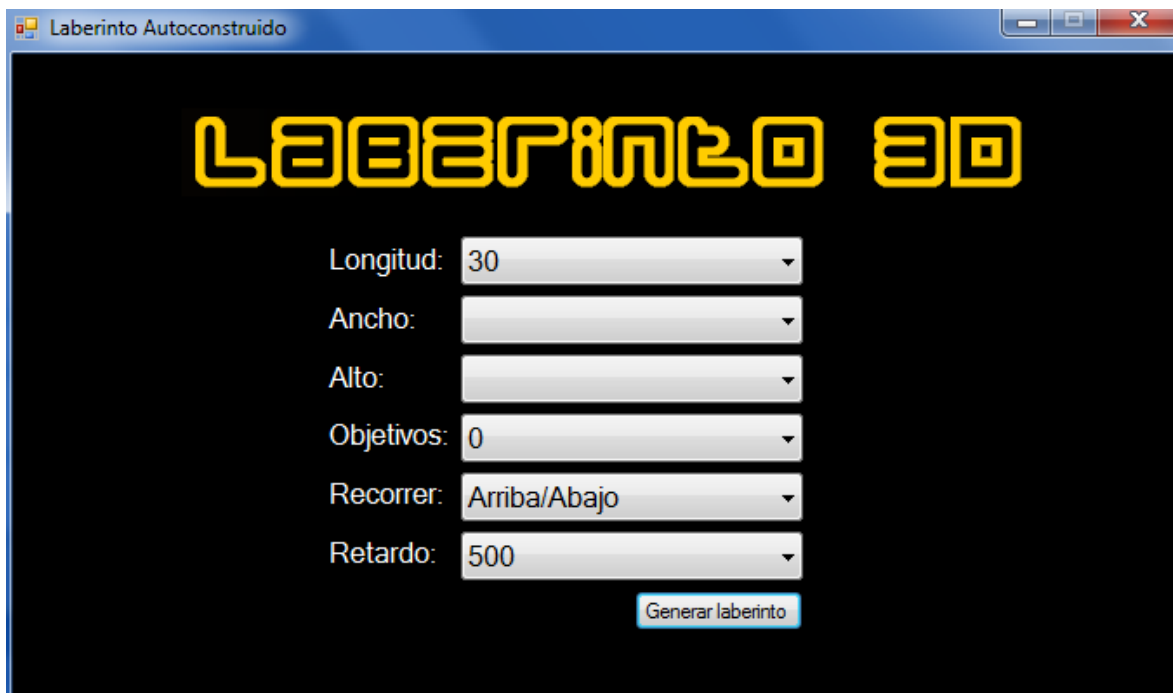 Laberinto Autoconstruido
LABERINTO 3D
Longitud: 30
Ancho:
Alto:
Objetivos: 0
Recorrer: Arriba/Abajo
Retardo: 500
Generar laberinto